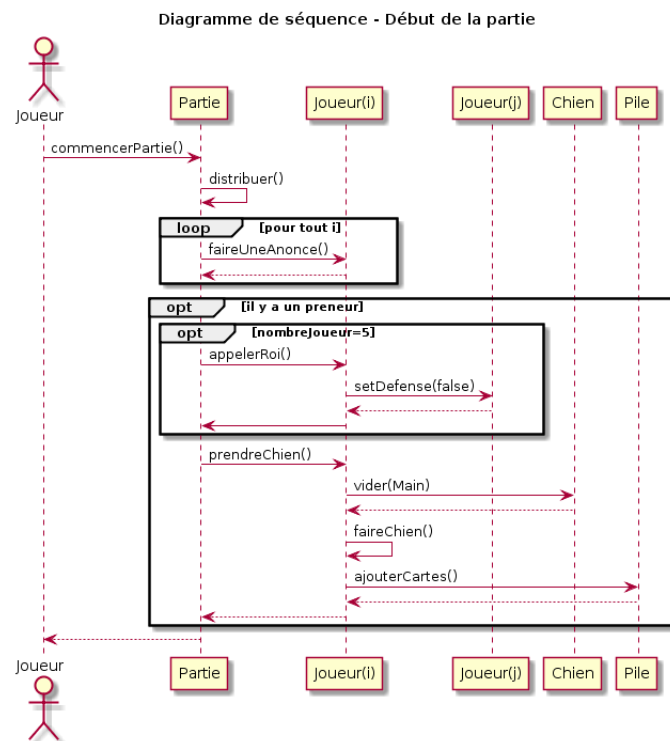 Diagramme de séquence - Début de la partie
Joueur Partie Joueur(i) Joueur(j) Chien Pile
commencerPartie()
distribuer()
loop [pour tout i]
faireUneAnonce()
opt [il y a un preneur]
opt [nombreJoueur=5]
appelerRoi()
setDefense(false)
prendreChien()
vider(Main)
faireChien()
ajouterCartes()
Joueur Partie Joueur(i) Joueur(j) Chien Pile